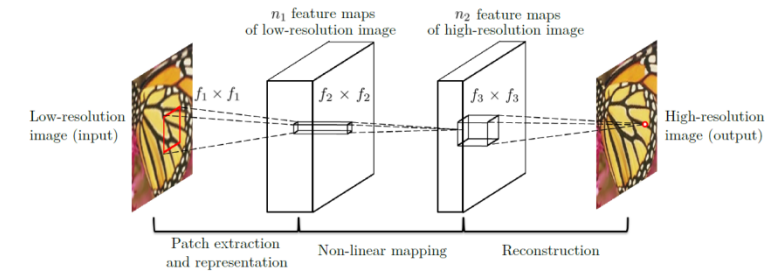 n₁ feature maps
of low-resolution image
n₂ feature maps
of high-resolution image
f₁ × f₁
f₂ × f₂
f₃ × f₃
Low-resolution
image (input)
High-resolution
image (output)
Patch extraction
and representation
Non-linear mapping
Reconstruction